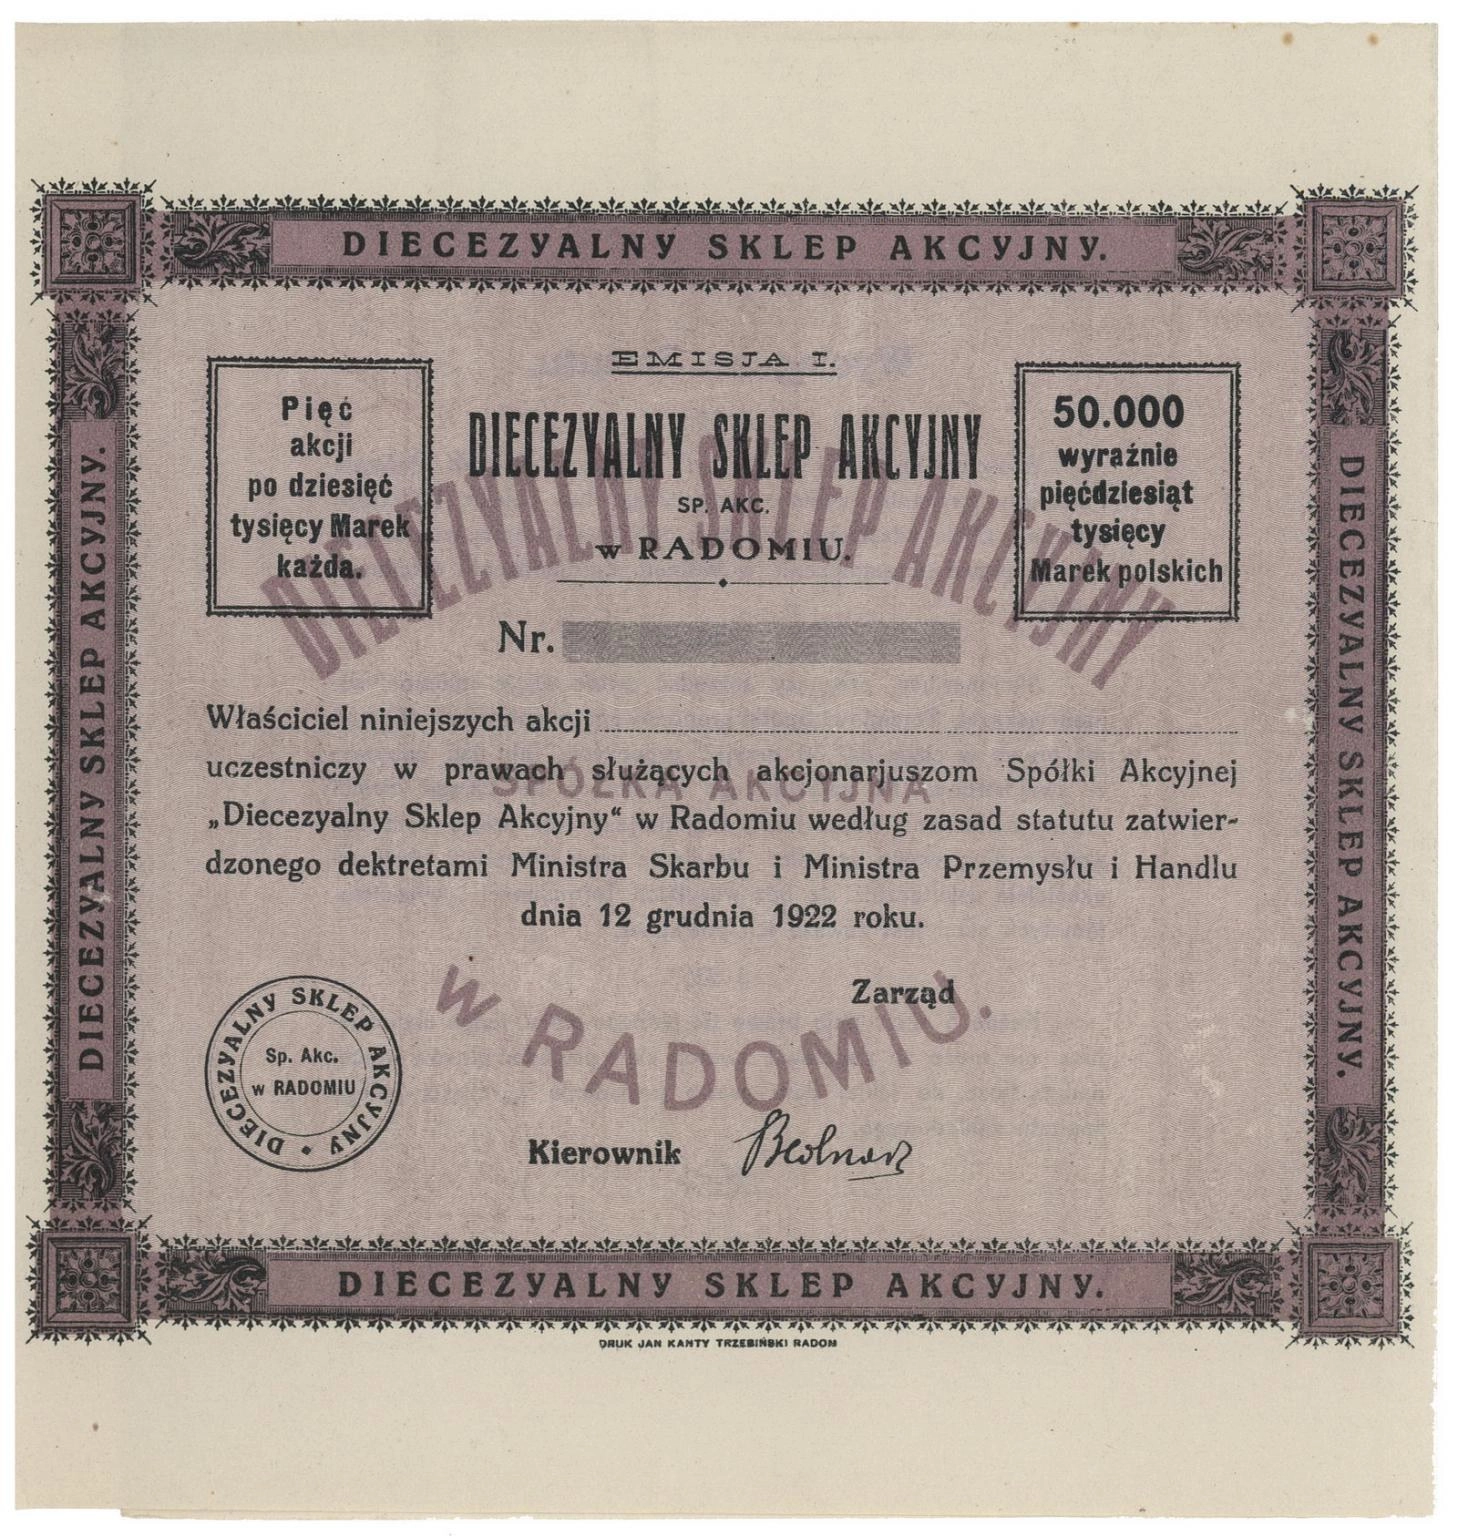 DIECEZYALNY SKLEP AKCYJNY.
EMISJA I.
Pięć
akcji
po dziesięć
tysięcy Marek
każda.
DIECEZYALNY SKLEP AKCYJNY
SP. AKC.
w RADOMIU.
50.000
wyraźnie
pięćdziesiąt
tysięcy
Marek polskich
DIECEZYALNY SKLEP AKCYJNY
Nr.
Właściciel niniejszych akcji
uczestniczy w prawach służących akcjonarjuszom Spółki Akcyjnej
SPÓŁKA AKCYJNA
„Diecezyalny Sklep Akcyjny“ w Radomiu według zasad statutu zatwier-
dzonego dektretami Ministra Skarbu i Ministra Przemysłu i Handlu
dnia 12 grudnia 1922 roku.
w RADOMIU.
Zarząd
DIECEZYALNY SKLEP AKCYJNY
Sp. Akc.
w RADOMIU
Kierownik
DIECEZYALNY SKLEP AKCYJNY.
DIECEZYALNY SKLEP AKCYJNY.
DIECEZYALNY SKLEP AKCYJNY.
DRUK JAN KANTY TRZEBIŃSKI RADOM